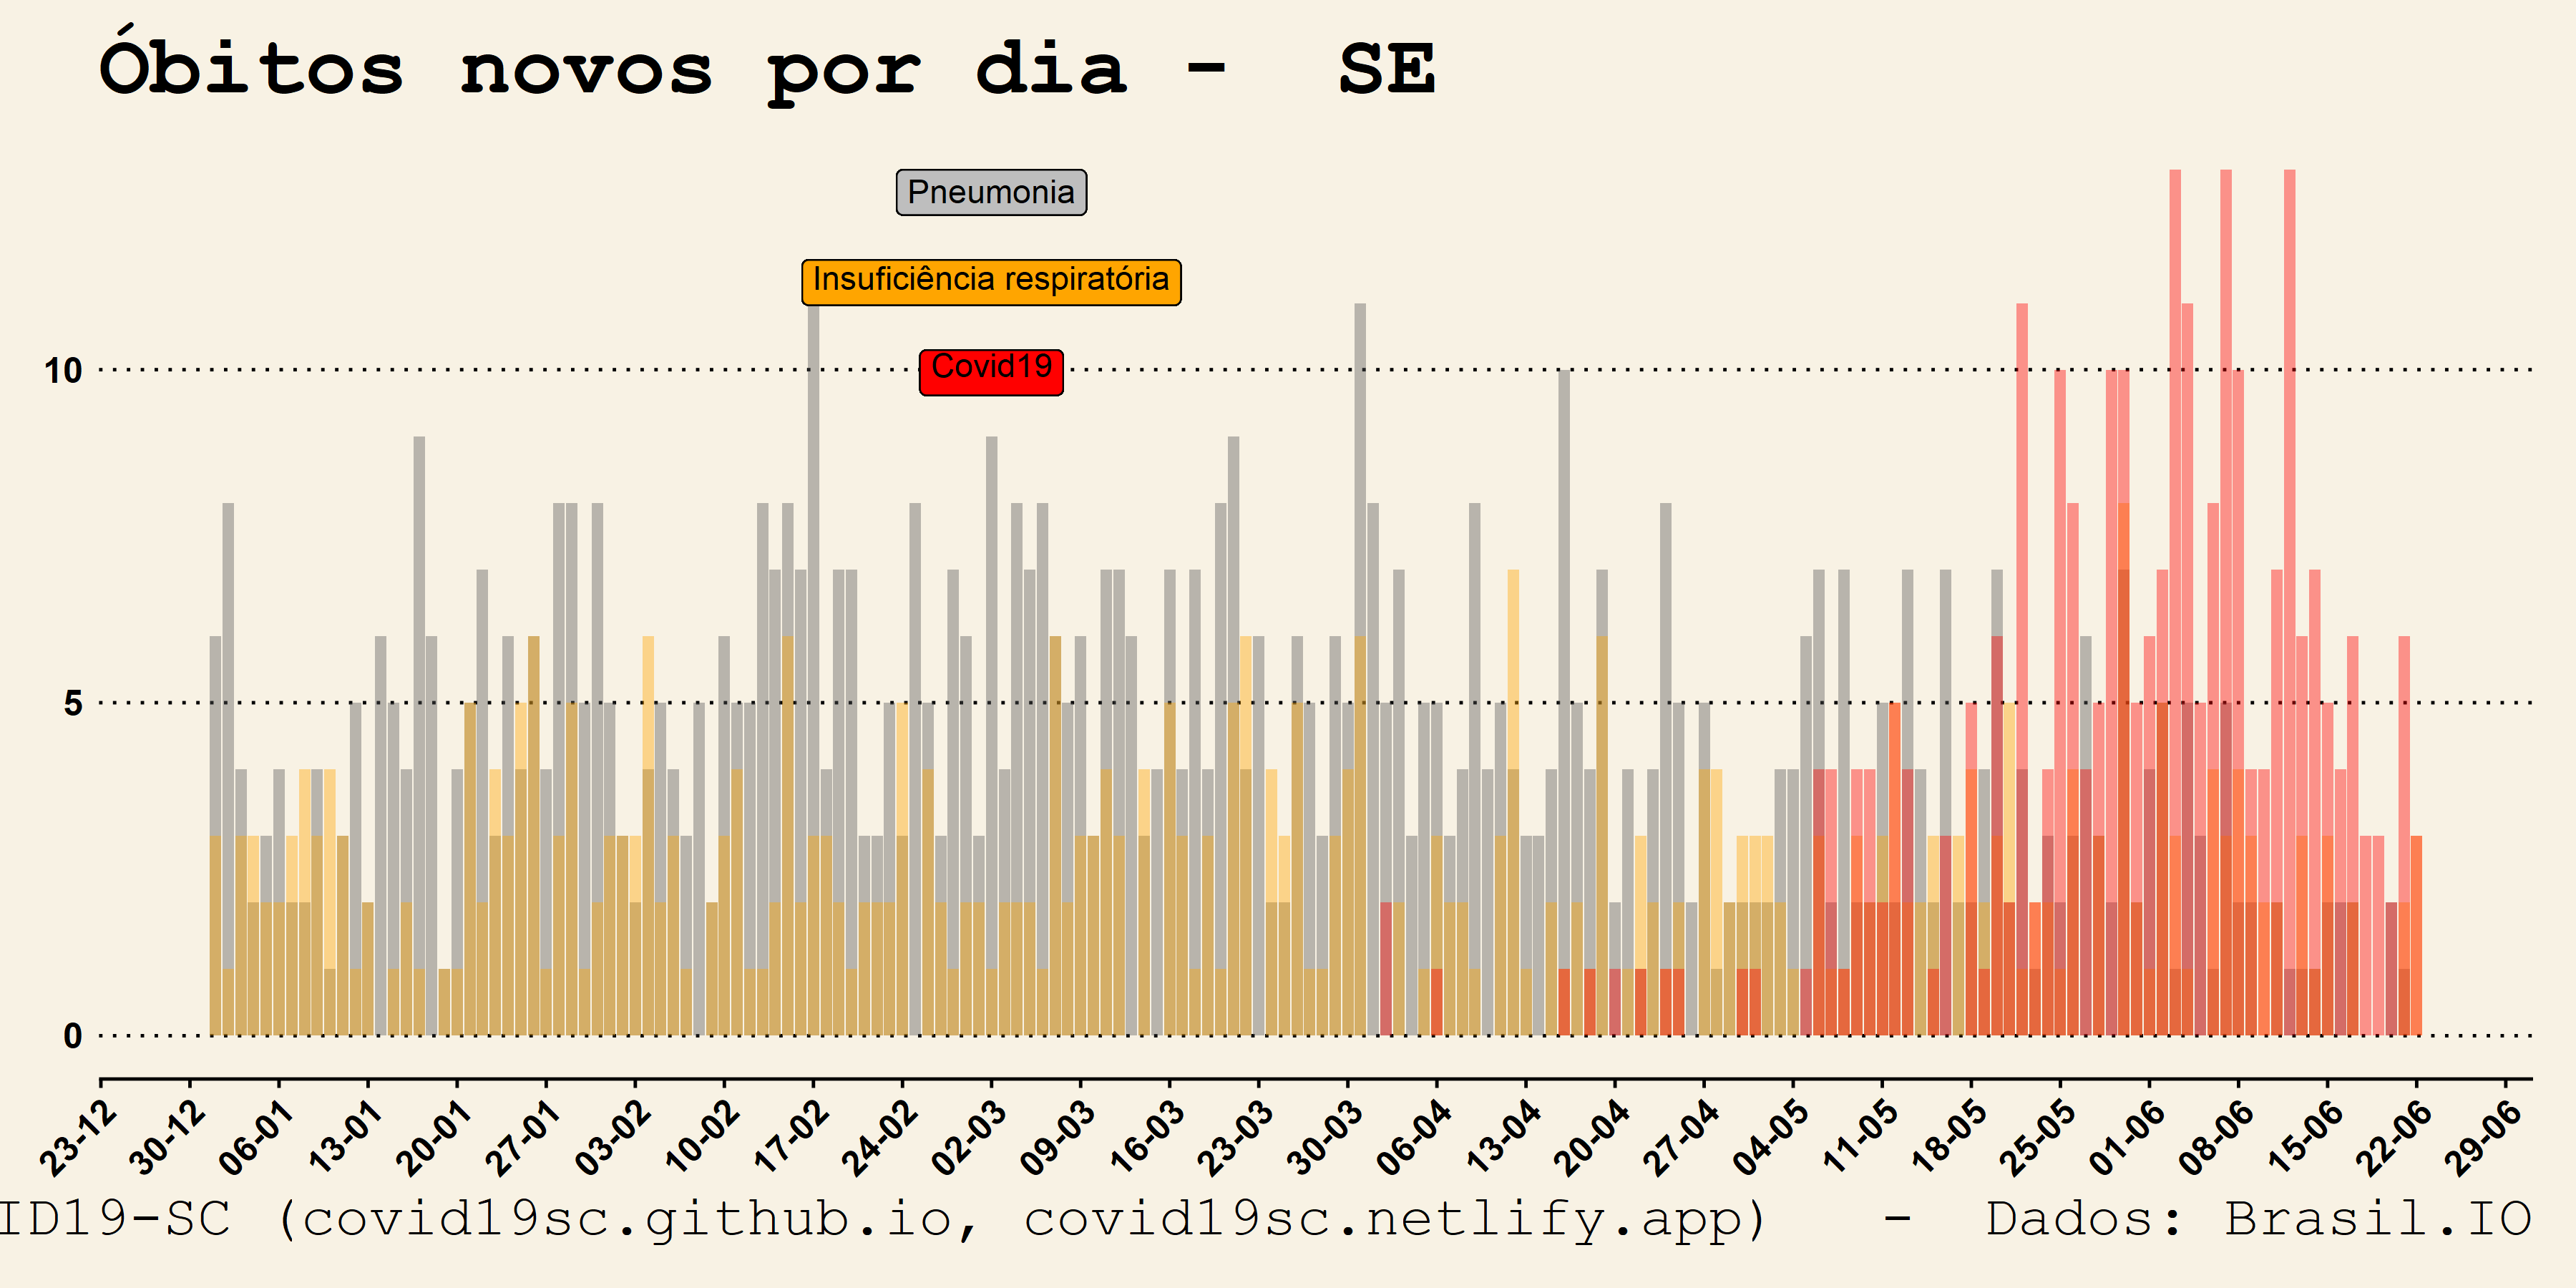 Óbitos novos por dia - SE
Pneumonia
Insuficiência respiratória
Covid19
10
5
0
23-12 30-12 06-01 13-01 20-01 27-01 03-02 10-02 17-02 24-02 02-03 09-03 16-03 23-03 30-03 06-04 13-04 20-04 27-04 04-05 11-05 18-05 25-05 01-06 08-06 15-06 22-06 29-06
ID19-SC (covid19sc.github.io, covid19sc.netlify.app) - Dados: Brasil.IO